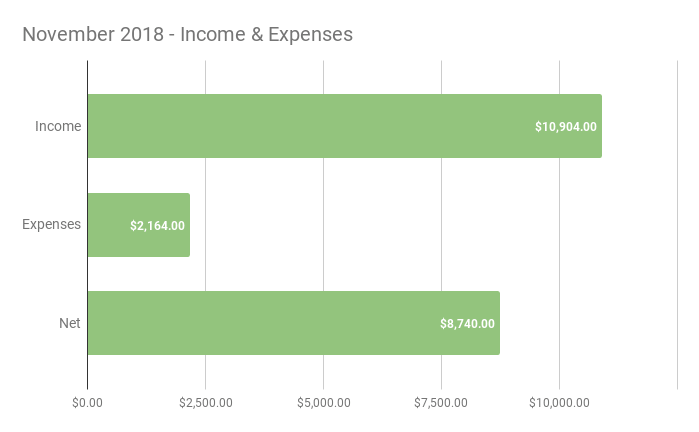 November 2018 - Income & Expenses
Income
$10,904.00
Expenses
$2,164.00
Net
$8,740.00
$0.00
$2,500.00
$5,000.00
$7,500.00
$10,000.00